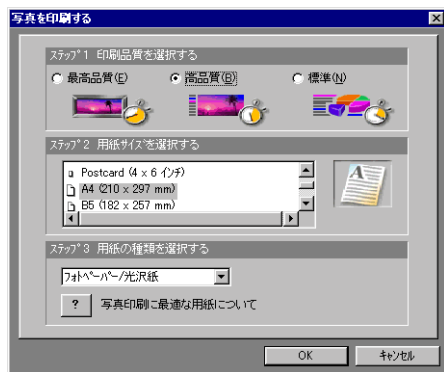 写真を印刷する
ステップ1 印刷品質を選択する
最高品質(E)
高品質(B)
標準(N)
ステップ2 用紙サイズを選択する
Postcard (4 x 6 インチ)
A4 (210 x 297 mm)
B5 (182 x 257 mm)
A
ステップ3 用紙の種類を選択する
フォトペーパー/光沢紙
? 写真印刷に最適な用紙について
OK キャンセル